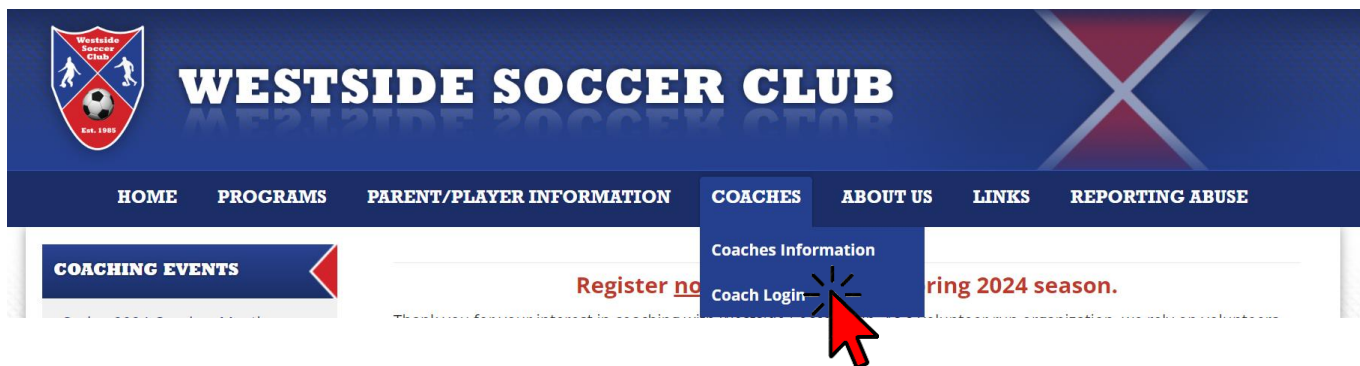 Westside
Soccer
Club
Est. 1985
WESTSIDE SOCCER CLUB
HOME PROGRAMS PARENT/PLAYER INFORMATION COACHES ABOUT US LINKS REPORTING ABUSE
COACHING EVENTS
Coaches Information
Coach Login
Register ring 2024 season.